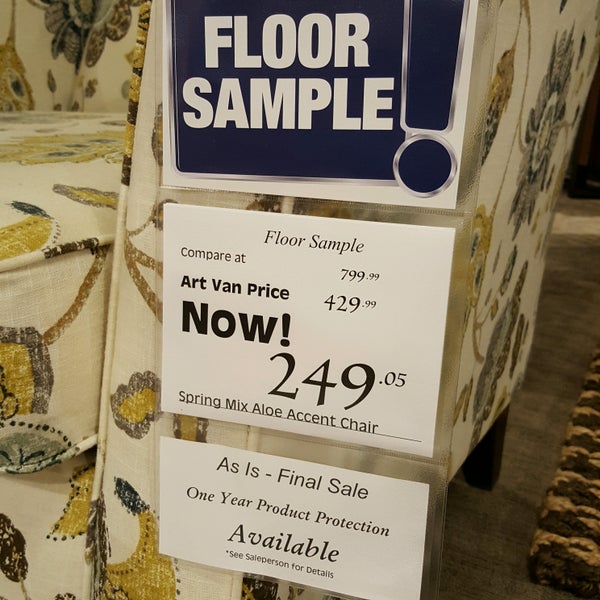 FLOOR
SAMPLE!
Floor Sample
Compare at 799.99
Art Van Price 429.99
Now!
249.05
Spring Mix Aloe Accent Chair
As Is - Final Sale
One Year Product Protection
Available
*See Saleperson for Details